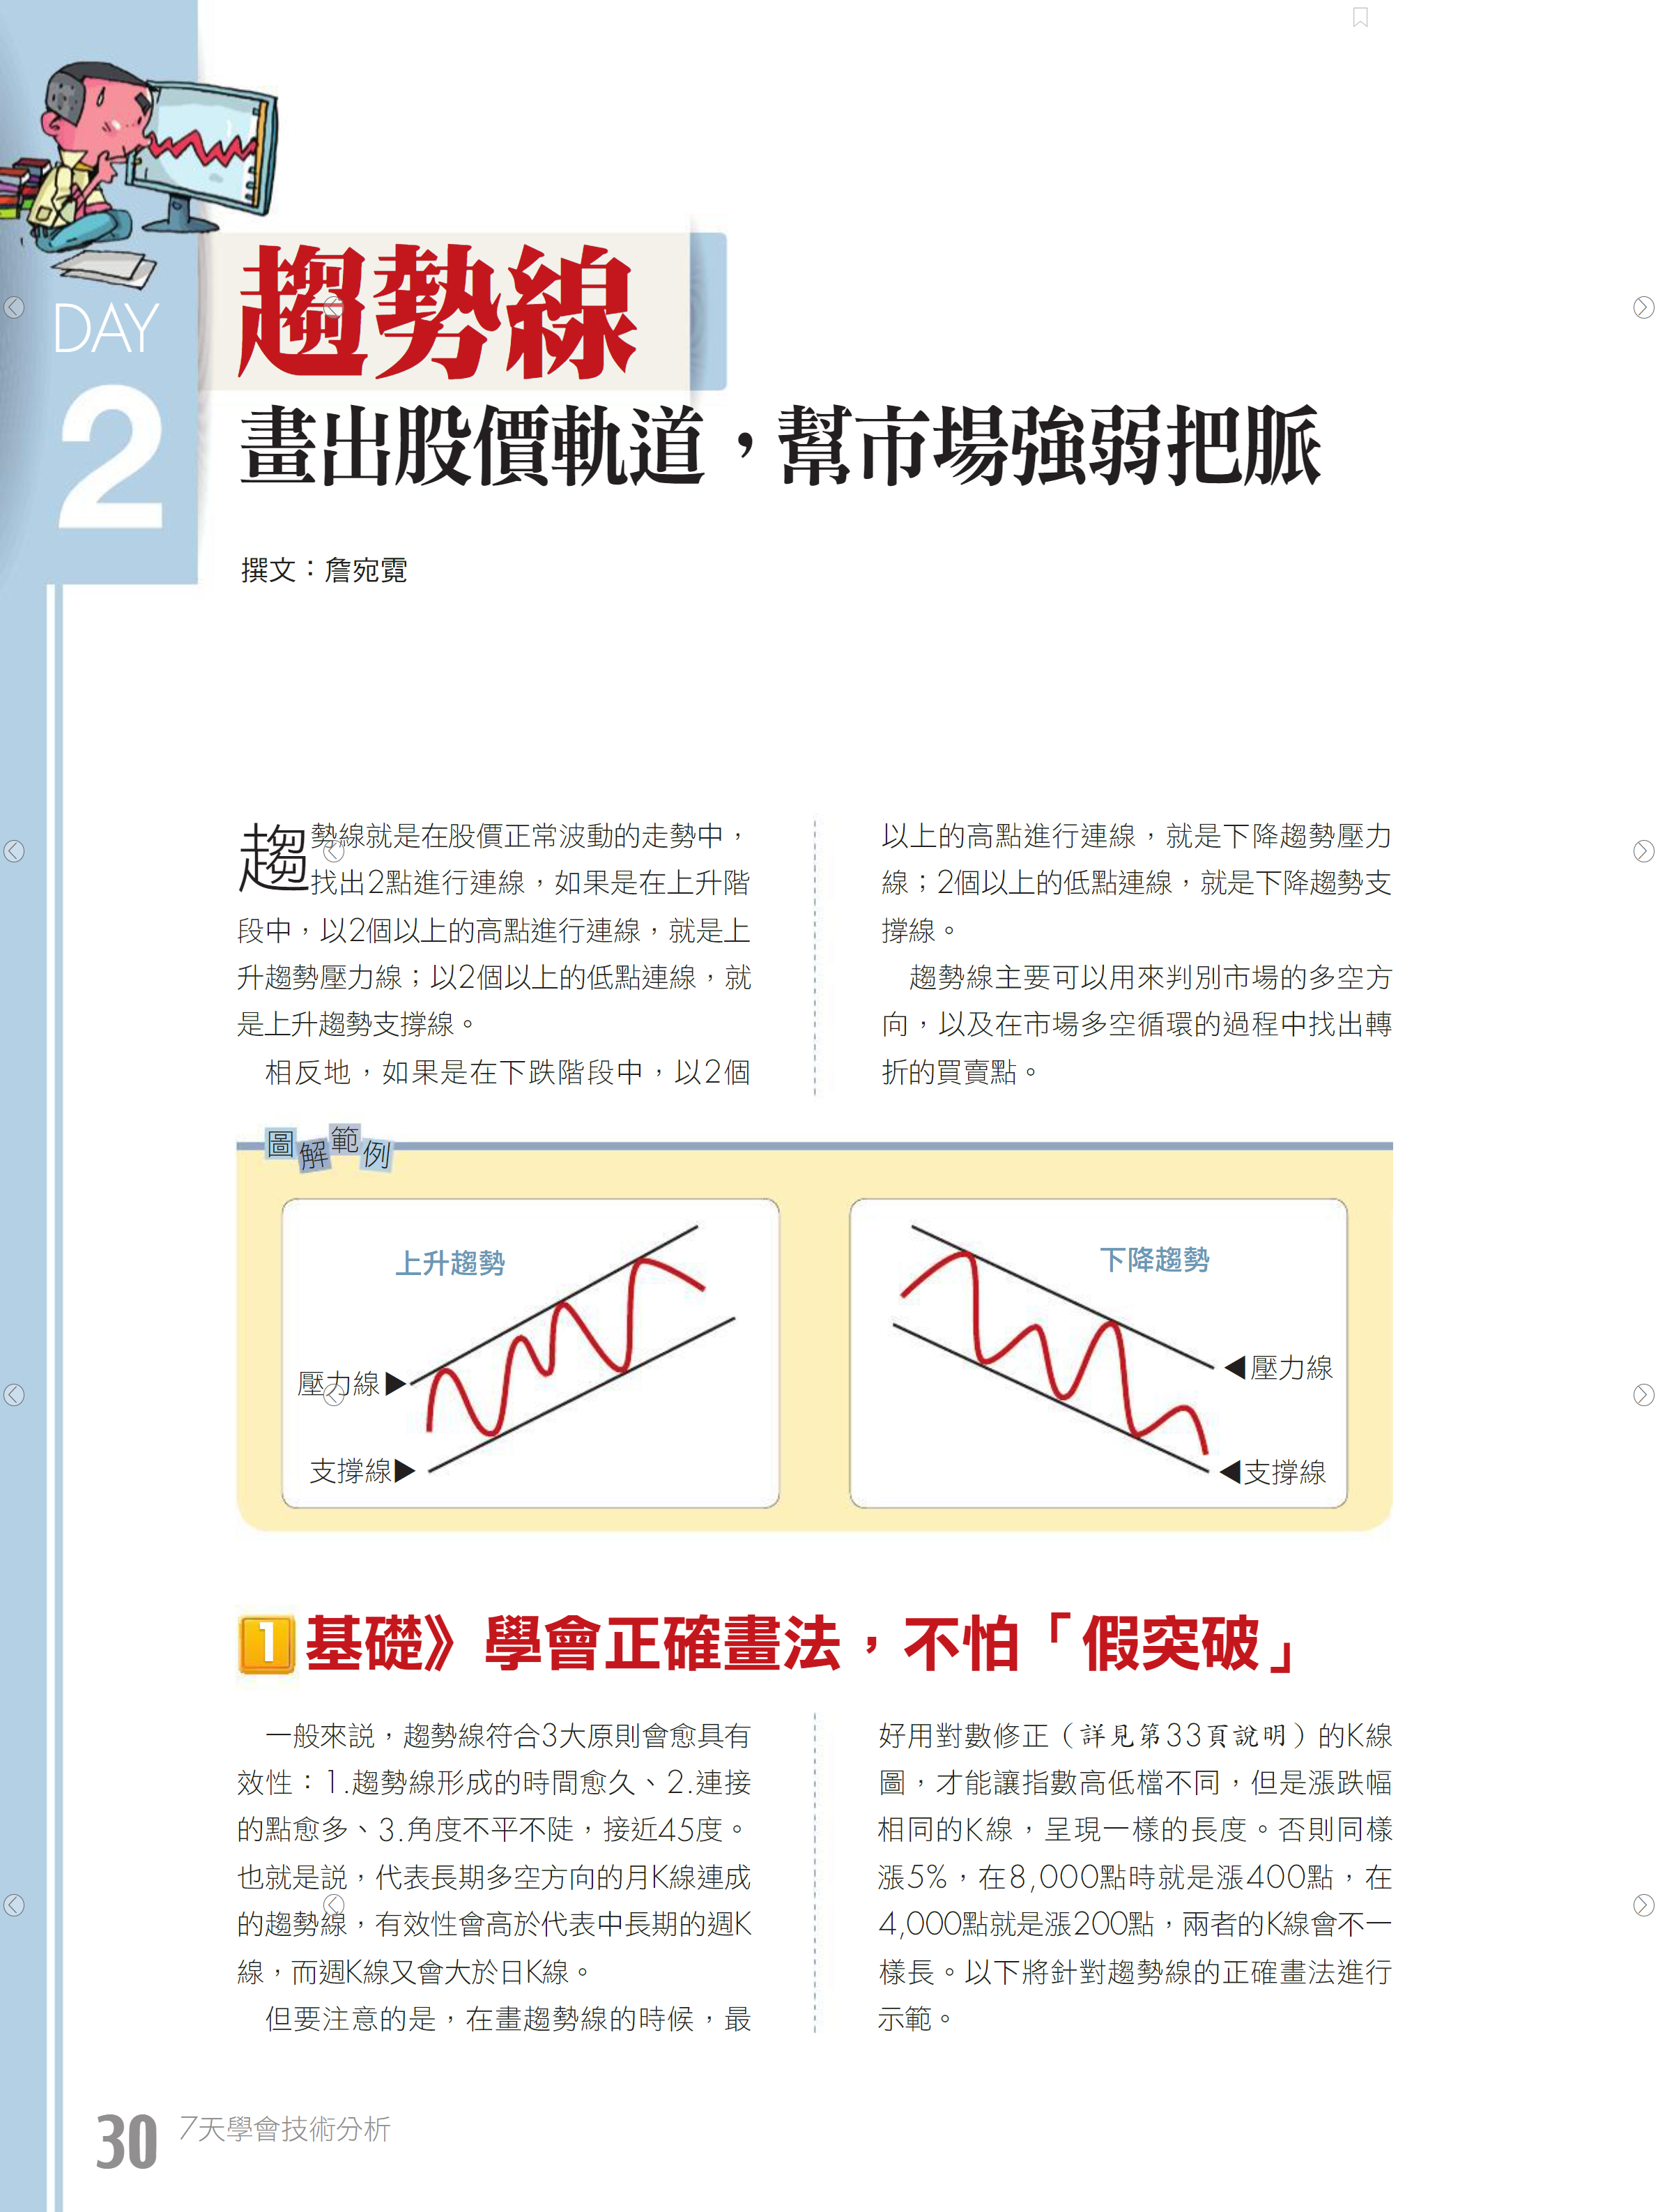 DAY
2
趨勢線
畫出股價軌道，幫市場強弱把脈
撰文：詹宛霓
趨勢線就是在股價正常波動的走勢中，
找出2點進行連線，如果是在上升階
段中，以2個以上的高點進行連線，就是上
升趨勢壓力線；以2個以上的低點連線，就
是上升趨勢支撐線。
相反地，如果是在下跌階段中，以2個
以上的高點進行連線，就是下降趨勢壓力
線；2個以上的低點連線，就是下降趨勢支
撐線。
趨勢線主要可以用來判別市場的多空方
向，以及在市場多空循環的過程中找出轉
折的買賣點。
圖解範例
上升趨勢
壓力線▶
支撐線▶
下降趨勢
◀壓力線
◀支撐線
1 基礎》學會正確畫法，不怕「假突破」
一般來說，趨勢線符合3大原則會愈具有
效性：1.趨勢線形成的時間愈久、2.連接
的點愈多、3.角度不平不陡，接近45度。
也就是說，代表長期多空方向的月K線連成
的趨勢線，有效性會高於代表中長期的週K
線，而週K線又會大於日K線。
但要注意的是，在畫趨勢線的時候，最
好用對數修正（詳見第33頁說明）的K線
圖，才能讓指數高低檔不同，但是漲跌幅
相同的K線，呈現一樣的長度。否則同樣
漲5%，在8,000點時就是漲400點，在
4,000點就是漲200點，兩者的K線會不一
樣長。以下將針對趨勢線的正確畫法進行
示範。
30 7天學會技術分析